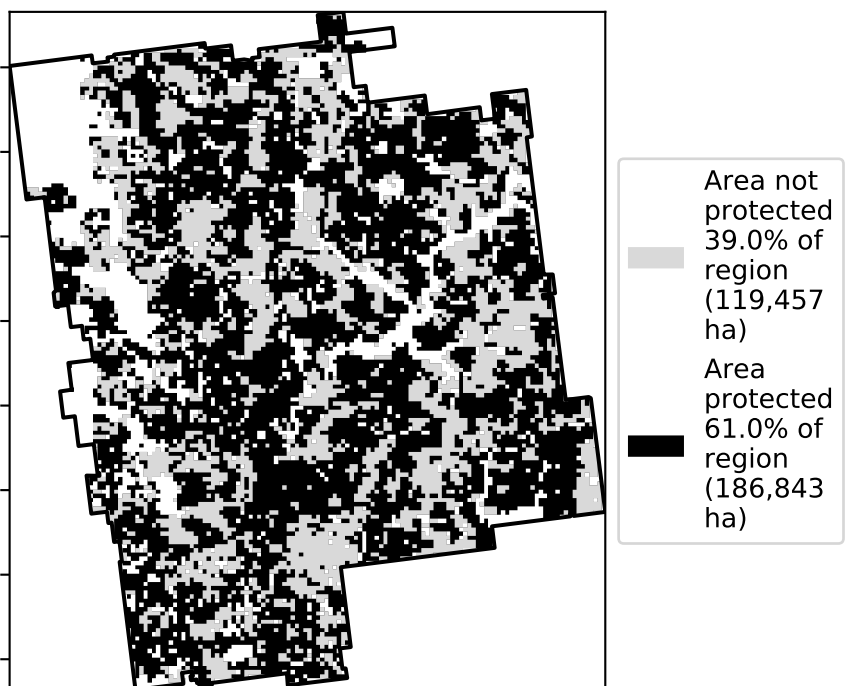 Area not
protected
39.0% of
region
(119,457
ha)
Area
protected
61.0% of
region
(186,843
ha)